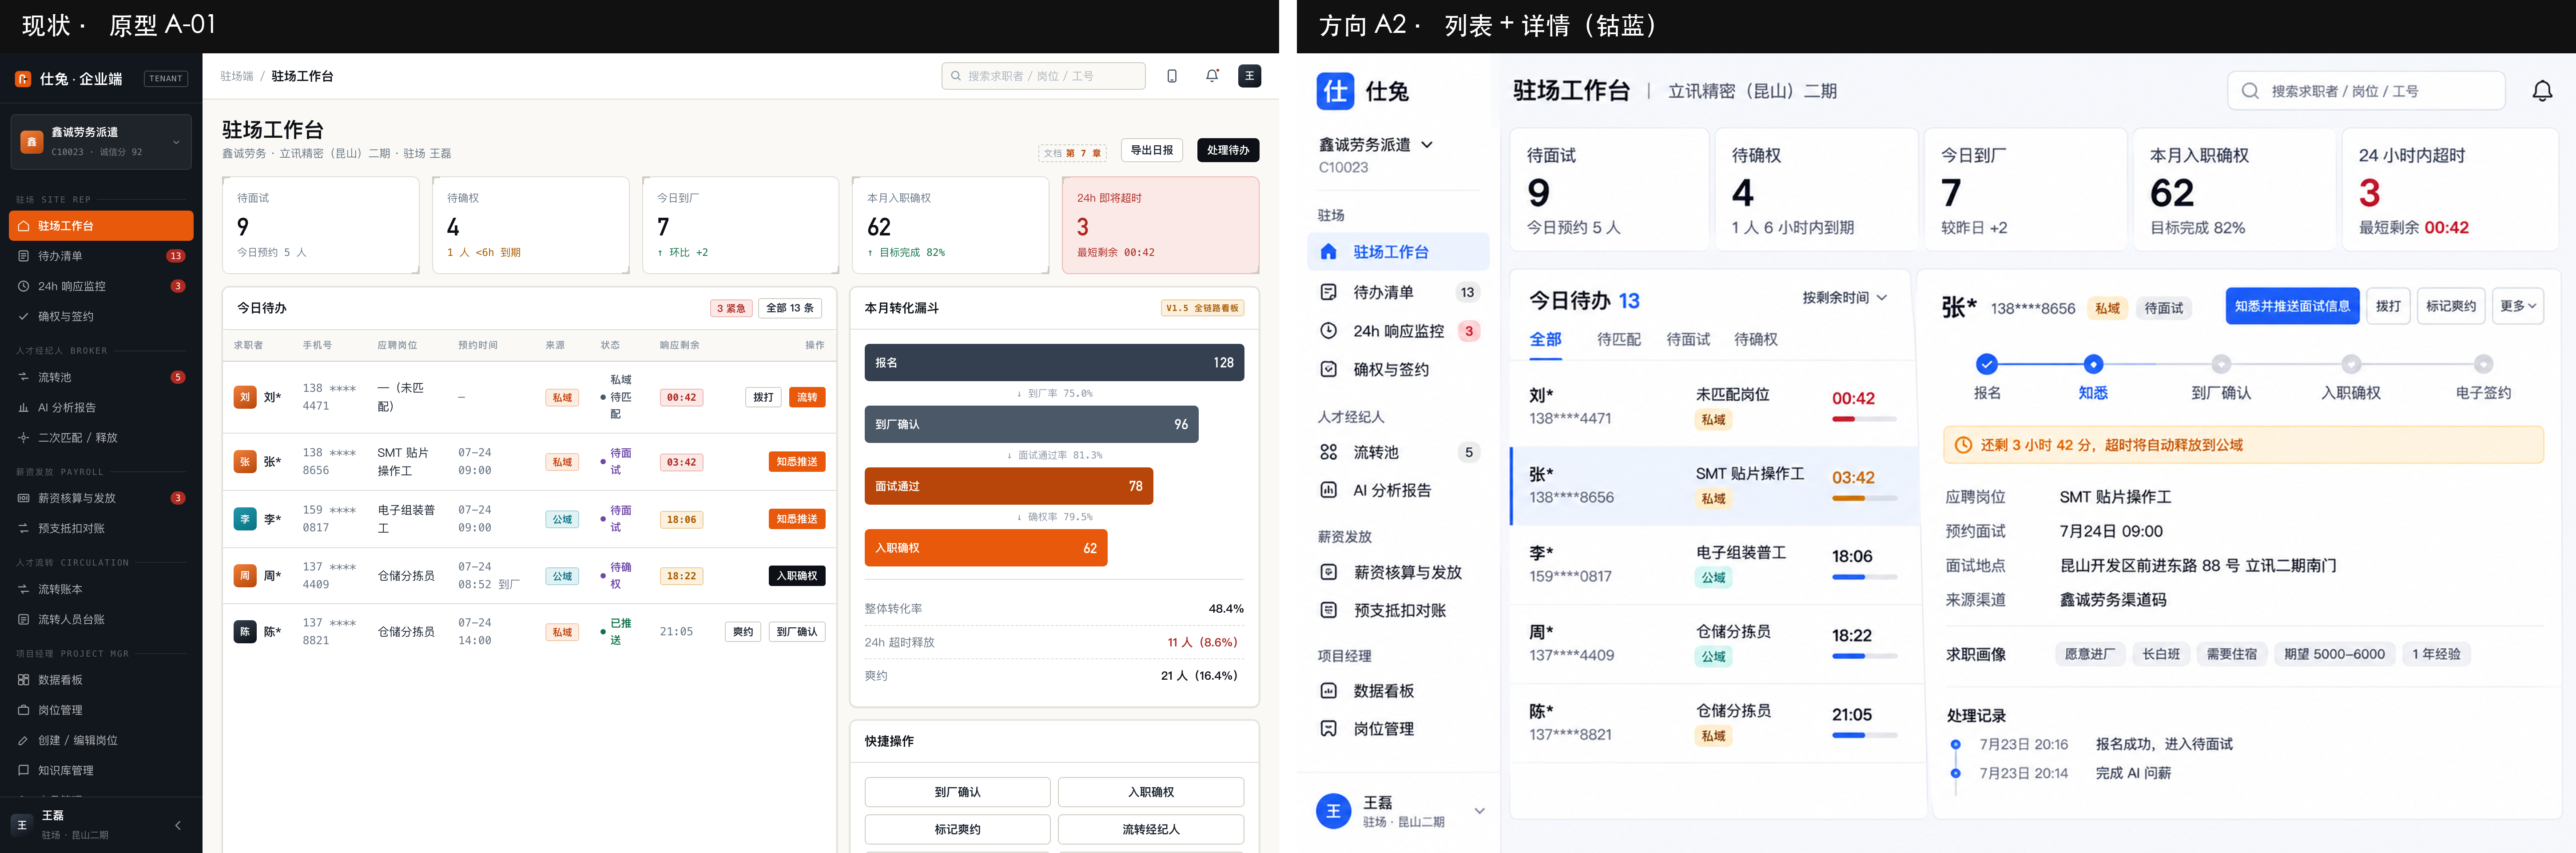 现状 · 原型 A-01
仕兔 · 企业端 TENANT
鑫 鑫诚劳务派遣
C10023 · 诚信分 92
驻场 SITE REP
驻场工作台
待办清单 13
24h 响应监控 3
确权与签约
人才经纪人 BROKER
流转池 5
AI 分析报告
二次匹配 / 释放
薪资发放 PAYROLL
薪资核算与发放 3
预支抵扣对账
人才流转 CIRCULATION
流转账本
流转人员台账
项目经理 PROJECT MGR
数据看板
岗位管理
创建 / 编辑岗位
知识库管理
王 王磊
驻场 · 昆山二期
驻场端 / 驻场工作台
搜索求职者 / 岗位 / 工号
王
驻场工作台
鑫诚劳务 · 立讯精密（昆山）二期 · 驻场 王磊
文档 第 7 章 导出日报 处理待办
待面试
9
今日预约 5 人
待确权
4
1 人 <6h 到期
今日到厂
7
↑ 环比 +2
本月入职确权
62
↑ 目标完成 82%
24h 即将超时
3
最短剩余 00:42
今日待办 3 紧急 全部 13 条
求职者 手机号 应聘岗位 预约时间 来源 状态 响应剩余 操作
刘 刘* 138 **** 4471 —（未匹配） — 私域 私域待匹配 00:42 拨打 流转
张 张* 138 **** 8656 SMT 贴片操作工 07-24 09:00 私域 待面试 03:42 知悉推送
李 李* 159 **** 0817 电子组装普工 07-24 09:00 公域 待面试 18:06 知悉推送
周 周* 137 **** 4409 仓储分拣员 07-24 08:52 到厂 公域 待确权 18:22 入职确权
陈 陈* 137 **** 8821 仓储分拣员 07-24 14:00 私域 已推送 21:05 爽约 到厂确认
本月转化漏斗 V1.5 全链路看板
报名 128
↓ 到厂率 75.0%
到厂确认 96
↓ 面试通过率 81.3%
面试通过 78
↓ 确权率 79.5%
入职确权 62
整体转化率 48.4%
24h 超时释放 11 人（8.6%）
爽约 21 人（16.4%）
快捷操作
到厂确认 入职确权
标记爽约 流转经纪人
方向 A2 · 列表 + 详情（钴蓝）
仕 仕兔
鑫诚劳务派遣
C10023
驻场
驻场工作台
待办清单 13
24h 响应监控 3
确权与签约
人才经纪人
流转池 5
AI 分析报告
薪资发放
薪资核算与发放
预支抵扣对账
项目经理
数据看板
岗位管理
王 王磊
驻场 · 昆山二期
驻场工作台 | 立讯精密（昆山）二期
搜索求职者 / 岗位 / 工号
待面试
9
今日预约 5 人
待确权
4
1 人 6 小时内到期
今日到厂
7
较昨日 +2
本月入职确权
62
目标完成 82%
24 小时内超时
3
最短剩余 00:42
今日待办 13 按剩余时间
全部 待匹配 待面试 待确权
刘* 未匹配岗位 00:42
138****4471 私域
张* SMT 贴片操作工 03:42
138****8656 私域
李* 电子组装普工 18:06
159****0817 公域
周* 仓储分拣员 18:22
137****4409 公域
陈* 仓储分拣员 21:05
137****8821 私域
张* 138****8656 私域 待面试 知悉并推送面试信息 拨打 标记爽约 更多
报名 知悉 到厂确认 入职确权 电子签约
还剩 3 小时 42 分，超时将自动释放到公域
应聘岗位 SMT 贴片操作工
预约面试 7月24日 09:00
面试地点 昆山开发区前进东路 88 号 立讯二期南门
来源渠道 鑫诚劳务渠道码
求职画像 愿意进厂 长白班 需要住宿 期望 5000–6000 1 年经验
处理记录
7月23日 20:16 报名成功，进入待面试
7月23日 20:14 完成 AI 问薪